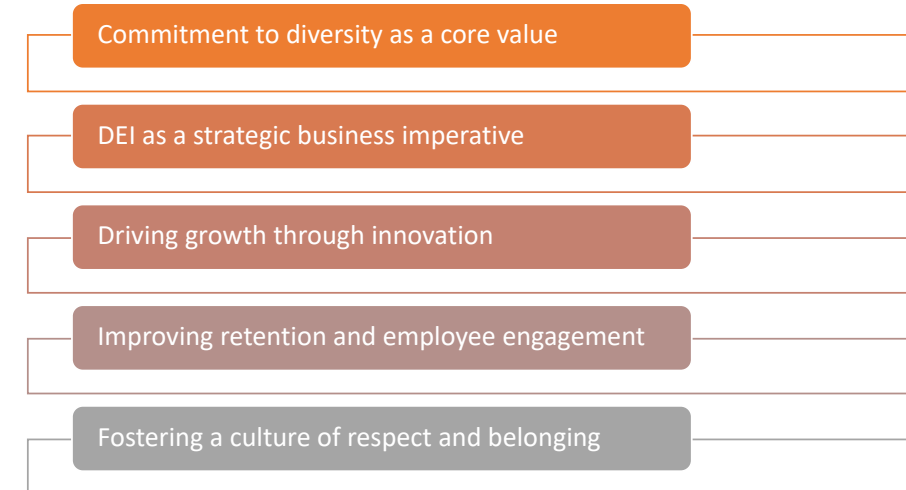 Commitment to diversity as a core value
DEI as a strategic business imperative
Driving growth through innovation
Improving retention and employee engagement
Fostering a culture of respect and belonging